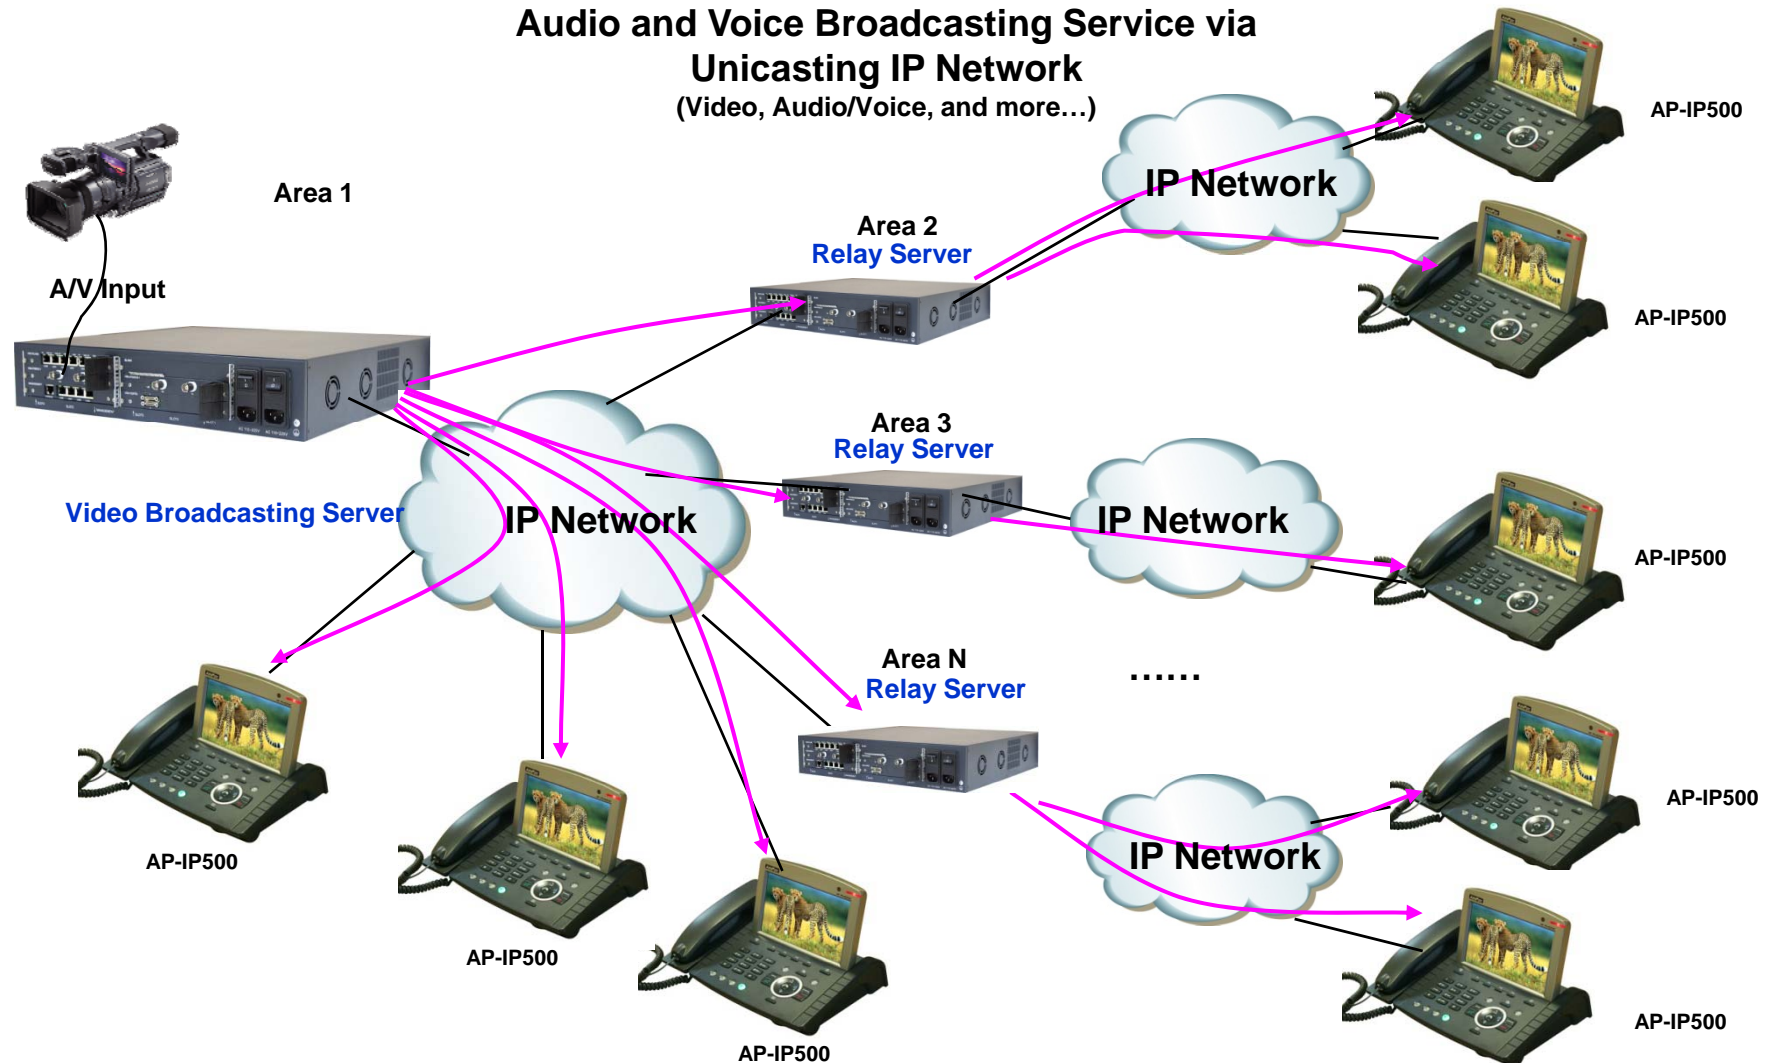 Audio and Voice Broadcasting Service via
Unicasting IP Network
(Video, Audio/Voice, and more…)
AP-IP500
IP Network
Area 1
Area 2
Relay Server
A/V Input
AP-IP500
Area 3
Relay Server
Video Broadcasting Server
IP Network
IP Network
AP-IP500
Area N
Relay Server
……
AP-IP500
IP Network
AP-IP500
AP-IP500
AP-IP500
AP-IP500